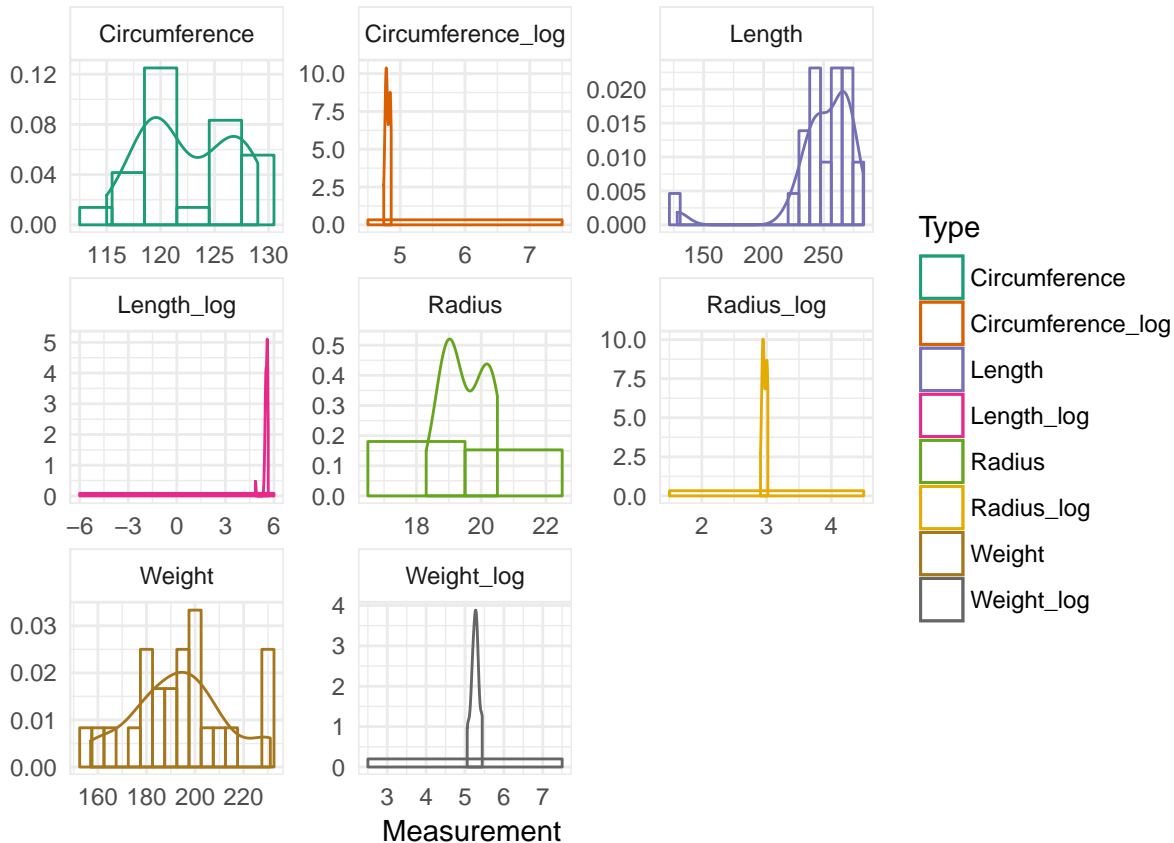 Circumference
Circumference_log
Length
0.12
0.08
0.04
0.00
115 120 125 130
10.0
7.5
5.0
2.5
0.0
5 6 7
0.020
0.015
0.010
0.005
0.000
150 200 250
Length_log
Radius
Radius_log
5
4
3
2
1
0
−6 −3 0 3 6
0.5
0.4
0.3
0.2
0.1
0.0
18 20 22
10.0
7.5
5.0
2.5
0.0
2 3 4
Weight
Weight_log
0.03
0.02
0.01
0.00
160 180 200 220
4
3
2
1
0
3 4 5 6 7
Measurement
Type
Circumference
Circumference_log
Length
Length_log
Radius
Radius_log
Weight
Weight_log